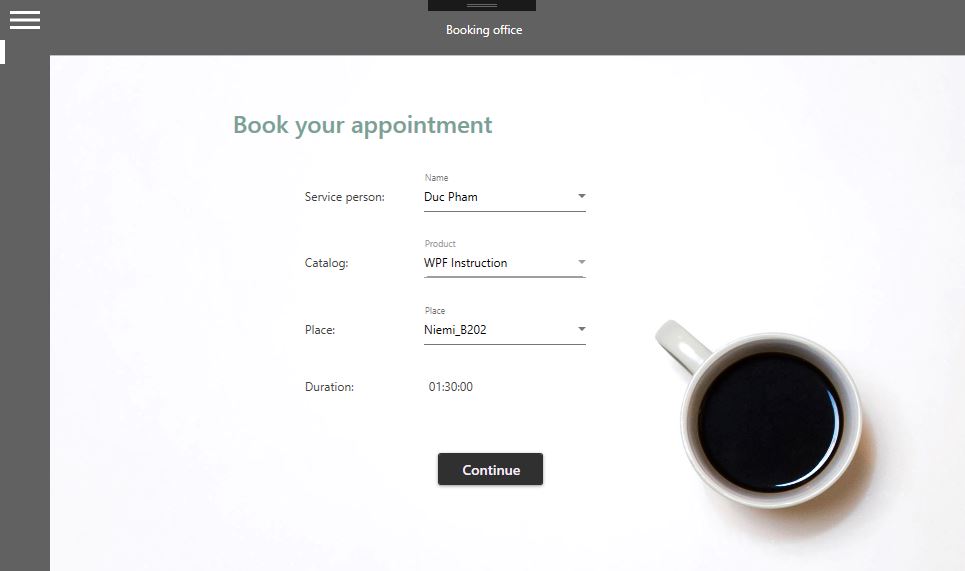 Booking office
Book your appointment
Name
Service person: Duc Pham
Product
Catalog: WPF Instruction
Place
Place: Niemi_B202
Duration: 01:30:00
Continue